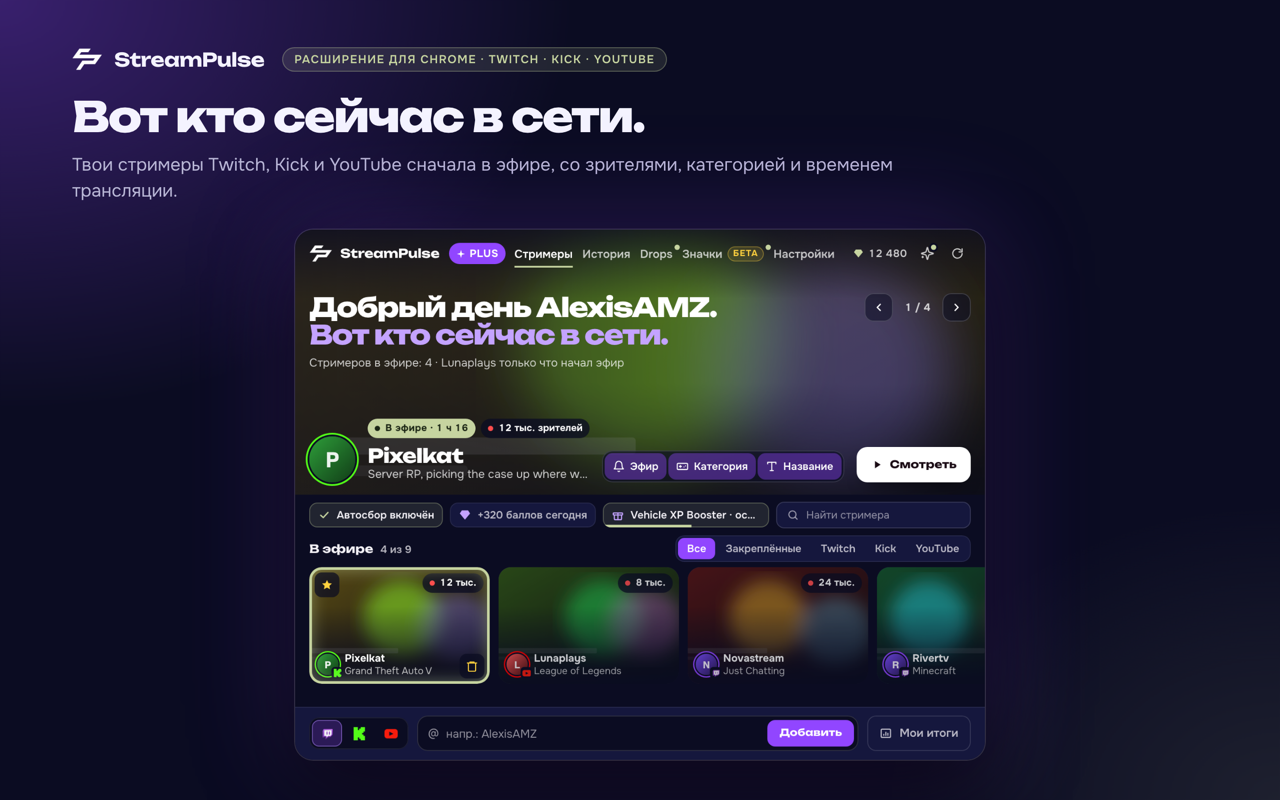 StreamPulse
РАСШИРЕНИЕ ДЛЯ CHROME · TWITCH · KICK · YOUTUBE
Вот кто сейчас в сети.
Твои стримеры Twitch, Kick и YouTube сначала в эфире, со зрителями, категорией и временем
трансляции.
StreamPulse
PLUS
Стримеры
История
Drops
Значки
БЕТА
Настройки
12 480
Добрый день AlexisAMZ.
1 / 4
Вот кто сейчас в сети.
Стримеров в эфире: 4 · Lunaplays только что начал эфир
В эфире · 1 ч 16
12 тыс. зрителей
P
Pixelkat
Server RP, picking the case up where w...
Эфир
Категория
Название
Смотреть
Автосбор включён
+320 баллов сегодня
Vehicle XP Booster · ос...
Найти стримера
В эфире
4 из 9
Все
Закреплённые
Twitch
Kick
YouTube
12 тыс.
8 тыс.
24 тыс.
P
Pixelkat
Grand Theft Auto V
L
Lunaplays
League of Legends
N
Novastream
Just Chatting
R
Rivertv
Minecraft
@ напр.: AlexisAMZ
Добавить
Мои итоги